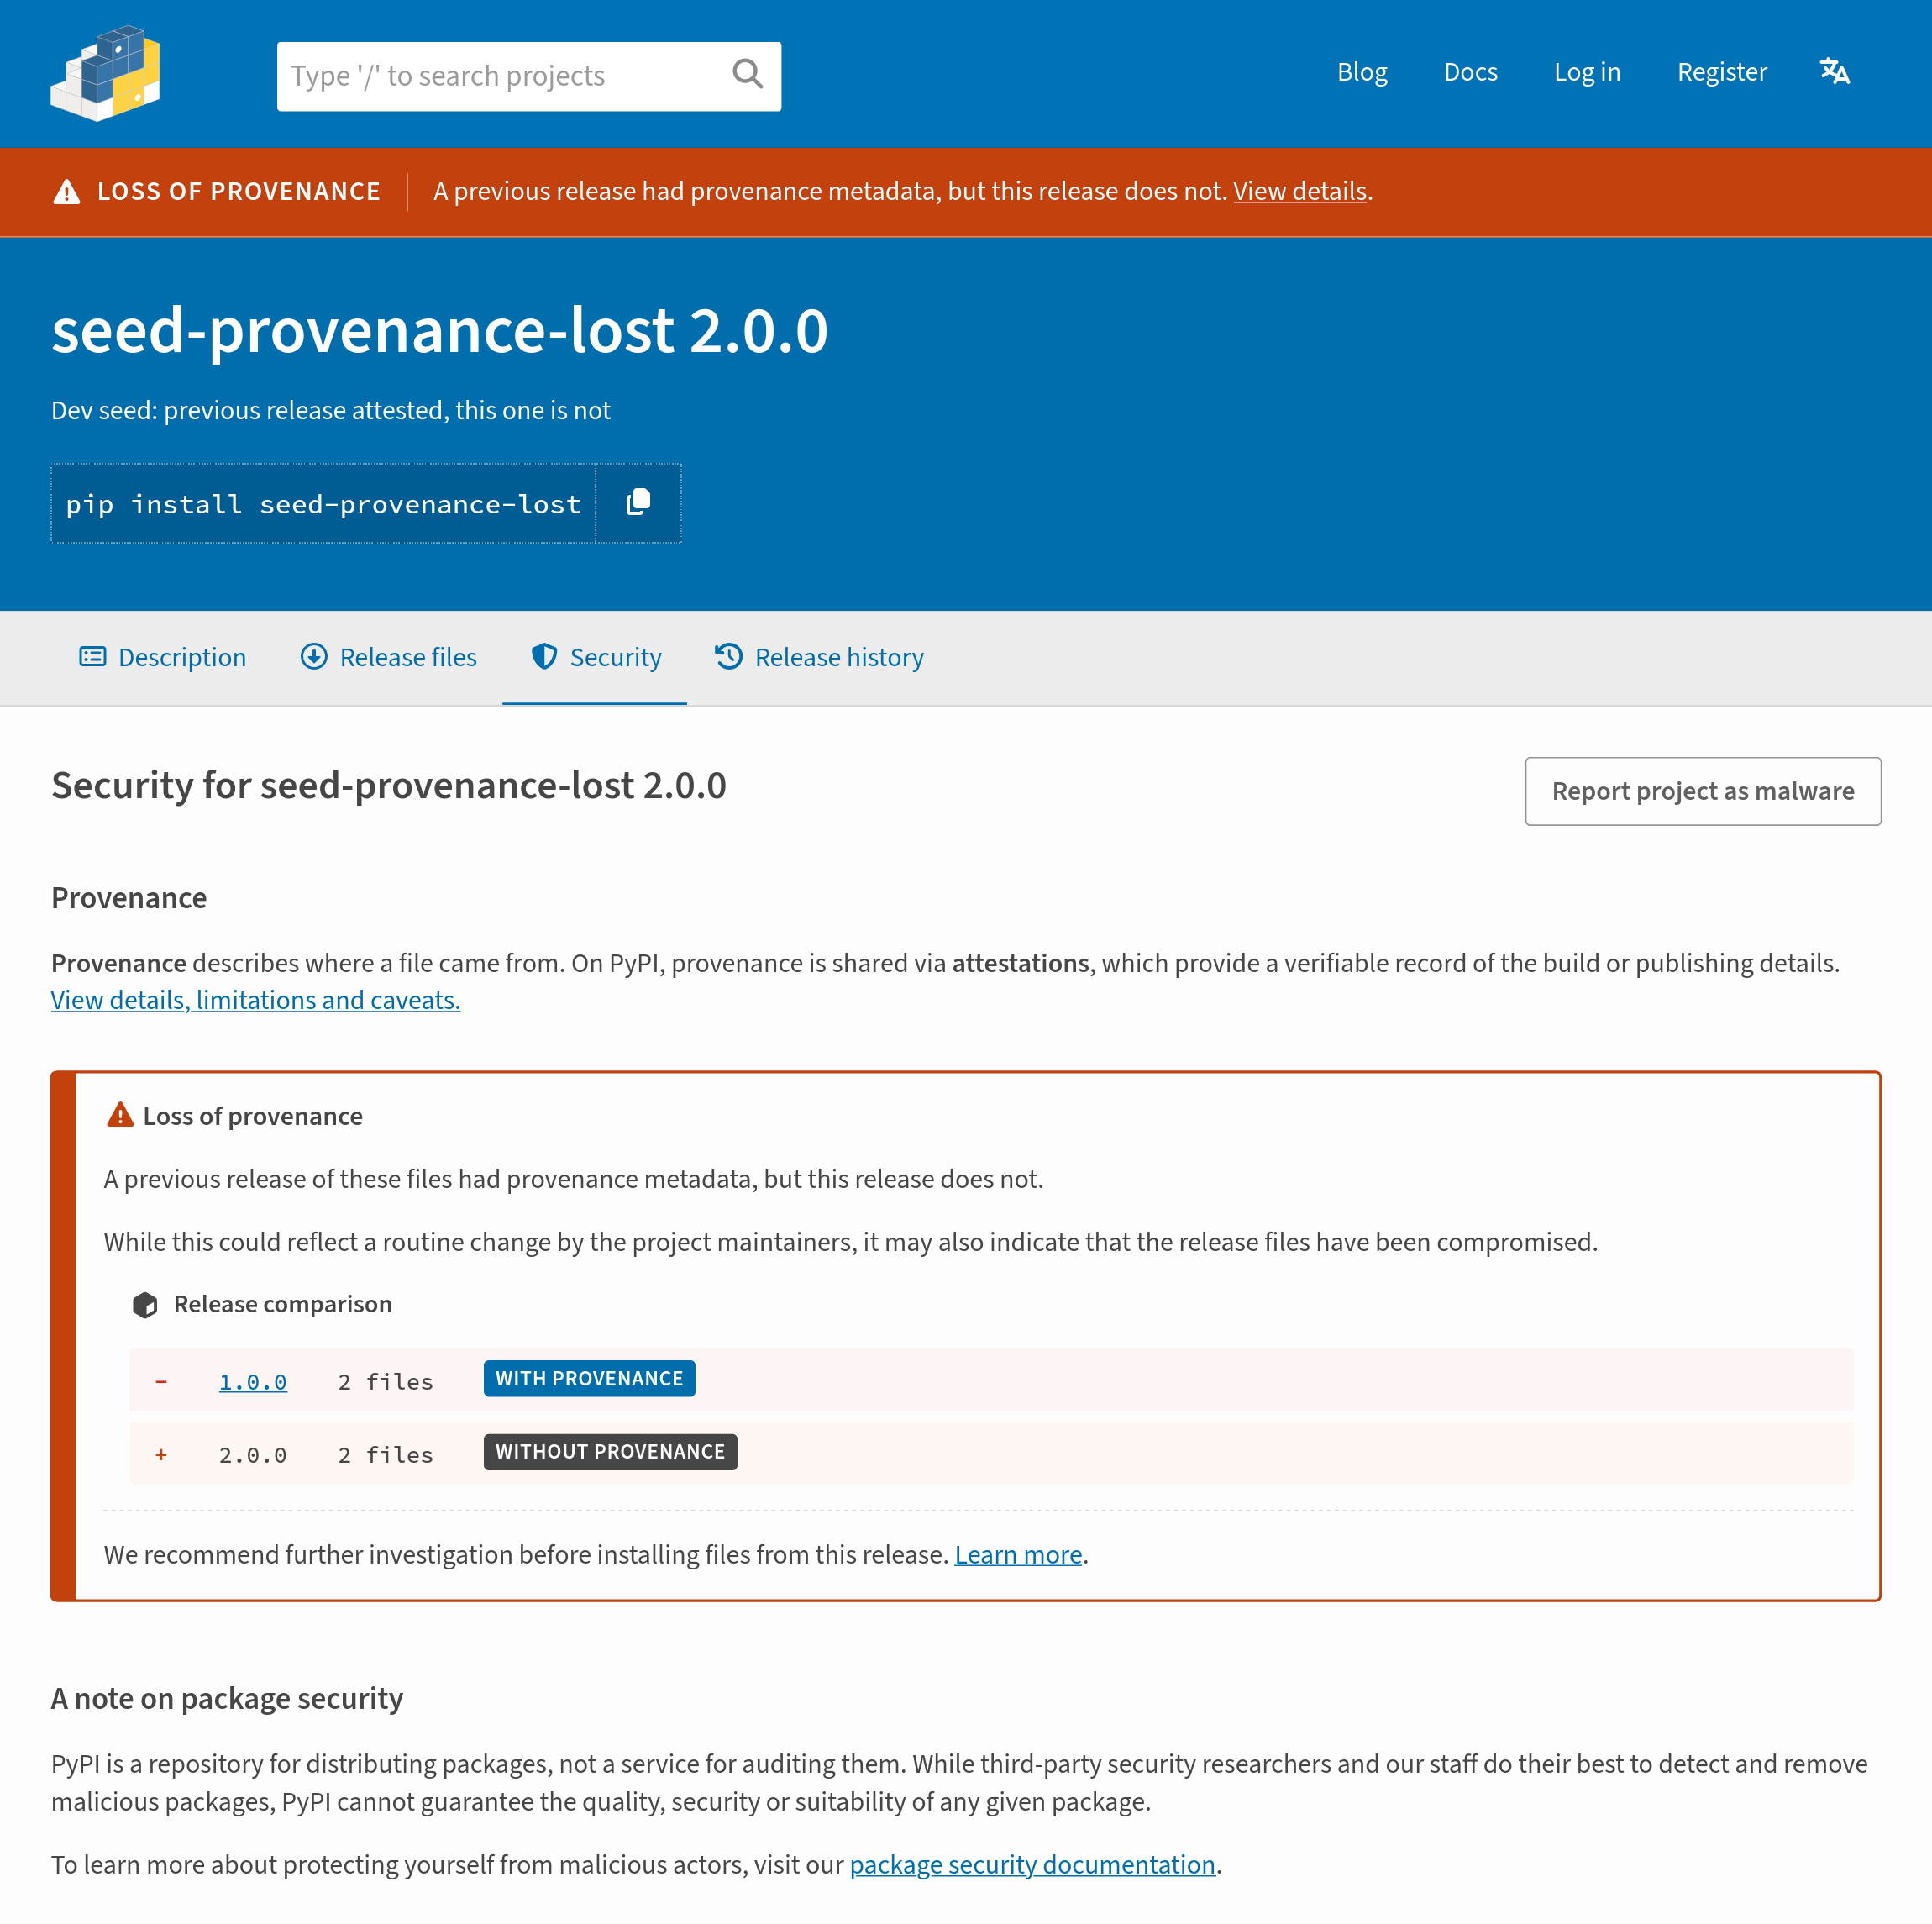 Type '/' to search projects
Blog Docs Log in Register
LOSS OF PROVENANCE A previous release had provenance metadata, but this release does not. View details.
seed-provenance-lost 2.0.0
Dev seed: previous release attested, this one is not
pip install seed-provenance-lost
Description Release files Security Release history
Security for seed-provenance-lost 2.0.0
Report project as malware
Provenance
Provenance describes where a file came from. On PyPI, provenance is shared via attestations, which provide a verifiable record of the build or publishing details.
View details, limitations and caveats.
Loss of provenance
A previous release of these files had provenance metadata, but this release does not.
While this could reflect a routine change by the project maintainers, it may also indicate that the release files have been compromised.
Release comparison
− 1.0.0 2 files WITH PROVENANCE
+ 2.0.0 2 files WITHOUT PROVENANCE
We recommend further investigation before installing files from this release. Learn more.
A note on package security
PyPI is a repository for distributing packages, not a service for auditing them. While third-party security researchers and our staff do their best to detect and remove
malicious packages, PyPI cannot guarantee the quality, security or suitability of any given package.
To learn more about protecting yourself from malicious actors, visit our package security documentation.